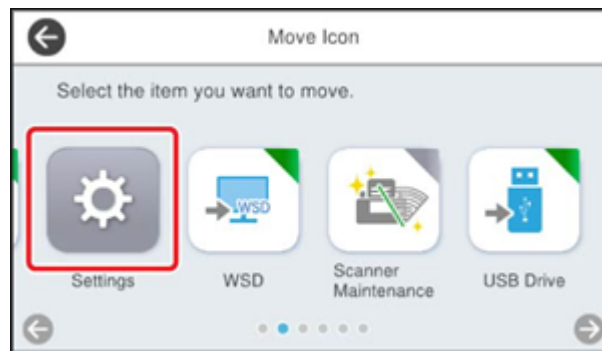 Move Icon
Select the item you want to move.
WSD
Settings
WSD
Scanner
Maintenance
USB Drive